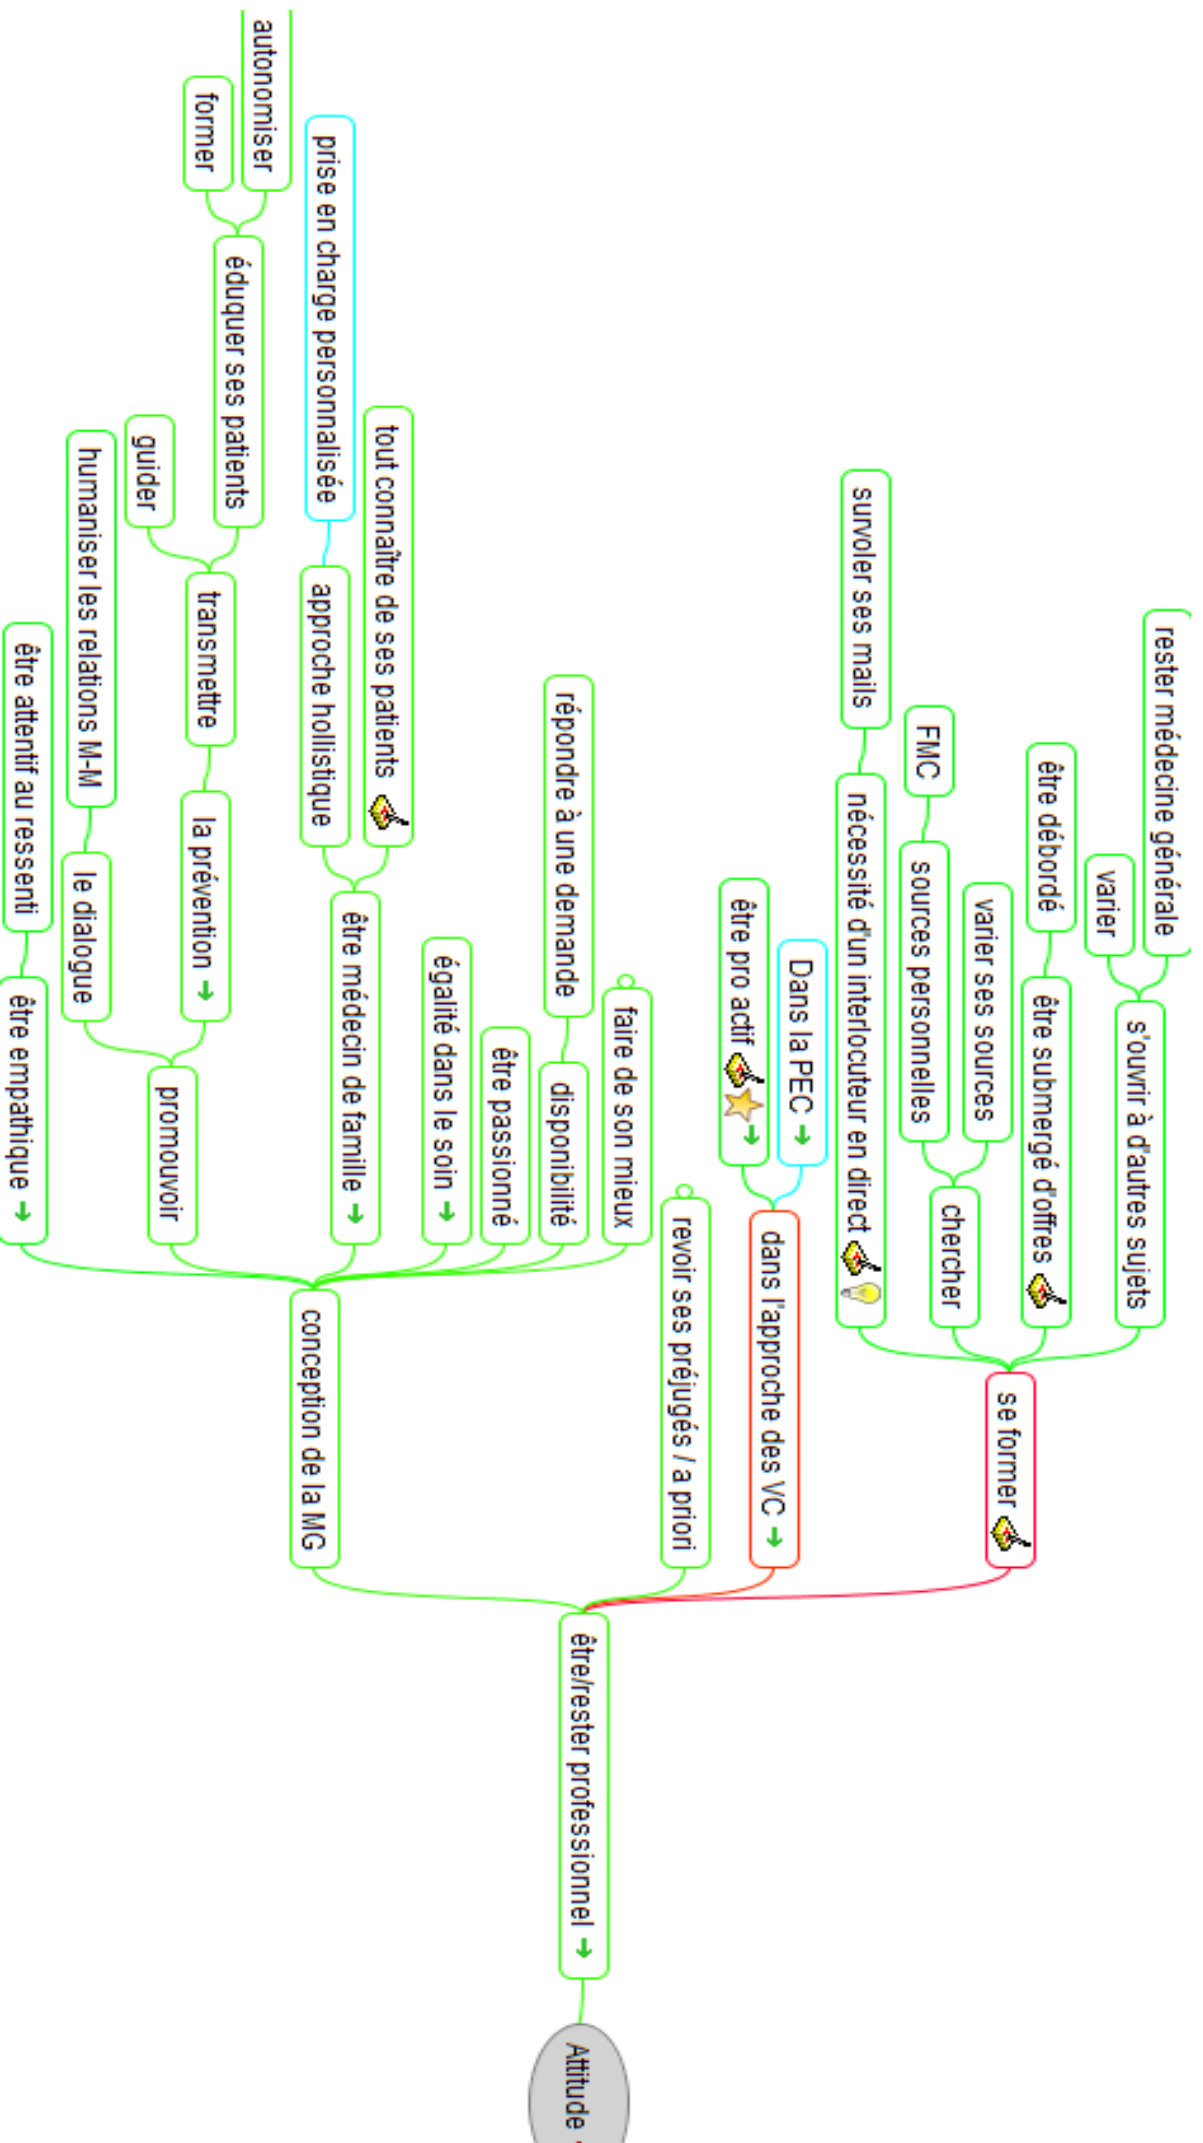 rester médecine générale
varier
s'ouvrir à d'autres sujets
être débordé
être submergé d'offres
varier ses sources
FMC
sources personnelles
chercher
survoler ses mails
nécessité d'un interlocuteur en direct
se former
Dans la PEC
être pro actif
dans l'approche des VC
revoir ses préjugés / a priori
faire de son mieux
répondre à une demande
disponibilité
être passionné
égalité dans le soin
tout connaître de ses patients
prise en charge personnalisée
approche hollistique
être médecin de famille
autonomiser
former
éduquer ses patients
guider
transmettre
la prévention
humaniser les relations M-M
le dialogue
promouvoir
être attentif au ressenti
être empathique
conception de la MG
être/rester professionnel
Attitude